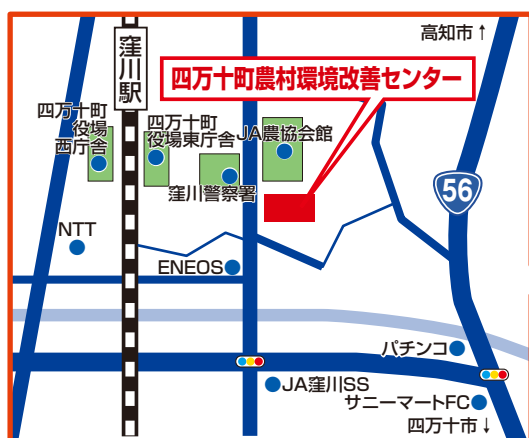 高知市↑
窪川駅
四万十町農村環境改善センター
四万十町
役場
西庁舎
四万十町
役場東庁舎
JA農協会館
窪川警察署
56
NTT
ENEOS
パチンコ
JA窪川SS
サニーマートFC
四万十市↓